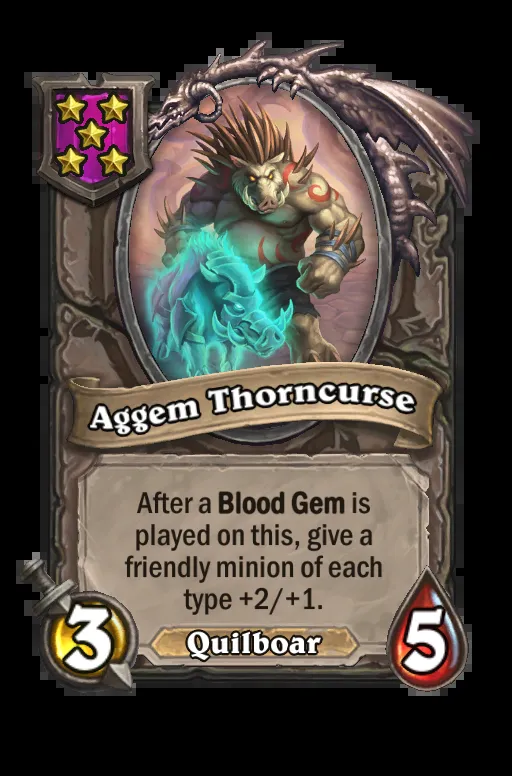 Aggem Thorncurse
After a Blood Gem is
played on this, give a
friendly minion of each
type +2/+1.
3
Quilboar
5